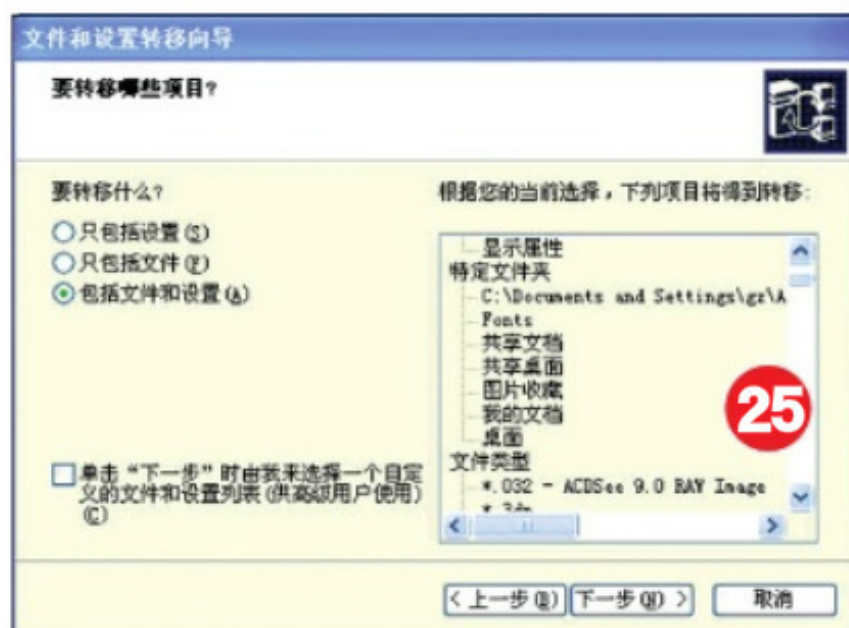 文件和设置转移向导
要转移哪些项目?
要转移什么?
只包括设置(S)
只包括文件(F)
包括文件和设置(A)
单击“下一步”时由我来选择一个自定
义的文件和设置列表(供高级用户使用)
(C)
根据您的当前选择,下列项目将得到转移:
显示属性
特定文件夹
C:\Documents and Settings\gz\A
Fonts
共享文档
共享桌面
图片收藏
我的文档
桌面
文件类型
*.032 - ACDSee 9.0 RAW Image
25
< 上一步(B)
下一步(N) >
取消